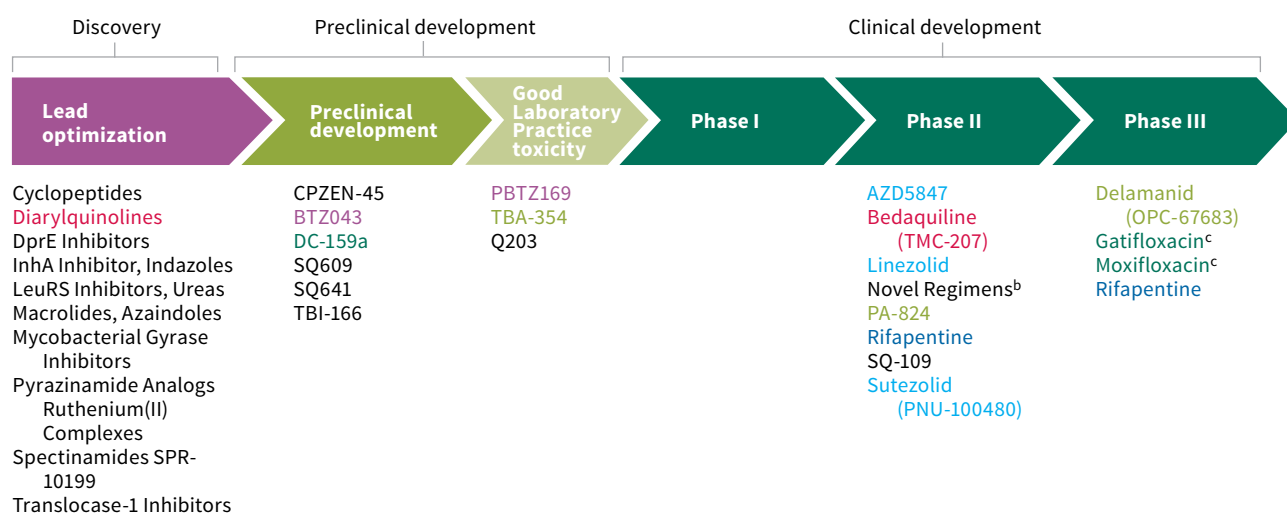 Discovery
Preclinical development
Clinical development
Lead
optimization
Preclinical
development
Good
Laboratory
Practice
toxicity
Phase I
Phase II
Phase III
Cyclopeptides
Diarylquinolines
DprE Inhibitors
InhA Inhibitor, Indazoles
LeuRS Inhibitors, Ureas
Macrolides, Azaindoles
Mycobacterial Gyrase
Inhibitors
Pyrazinamide Analogs
Ruthenium(II)
Complexes
Spectinamides SPR-
10199
Translocase-1 Inhibitors
CPZEN-45
BTZ043
DC-159a
SQ609
SQ641
TBI-166
PBTZ169
TBA-354
Q203
AZD5847
Bedaquiline
(TMC-207)
Linezolid
Novel Regimensᵇ
PA-824
Rifapentine
SQ-109
Sutezolid
(PNU-100480)
Delamanid
(OPC-67683)
Gatifloxacinᶜ
Moxifloxacinᶜ
Rifapentine